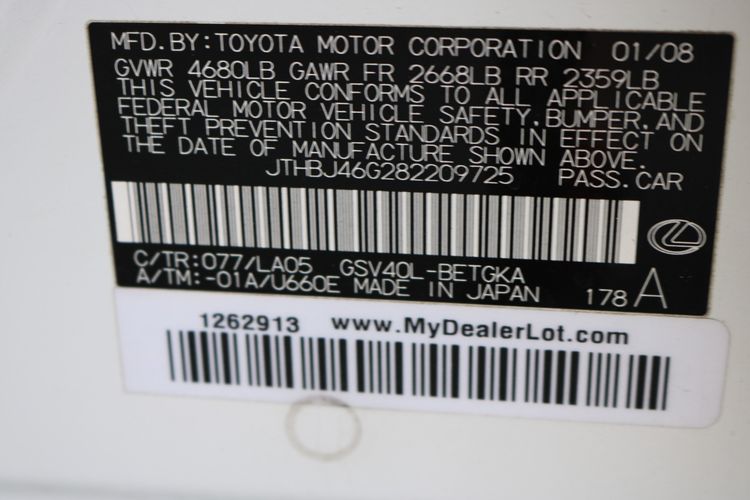 MFD.BY:TOYOTA MOTOR CORPORATION 01/08
GVWR 4680LB GAWR FR 2668LB RR 2359LB
THIS VEHICLE CONFORMS TO ALL APPLICABLE
FEDERAL MOTOR VEHICLE SAFETY,BUMPER,AND
THEFT PREVENTION STANDARDS IN EFFECT ON
THE DATE OF MANUFACTURE SHOWN ABOVE.
JTHBJ46G282209725 PASS.CAR
C/TR:077/LA05 GSV40L-BETGKA
A/TM:-01A/U660E MADE IN JAPAN 178 A
1262913 www.MyDealerLot.com